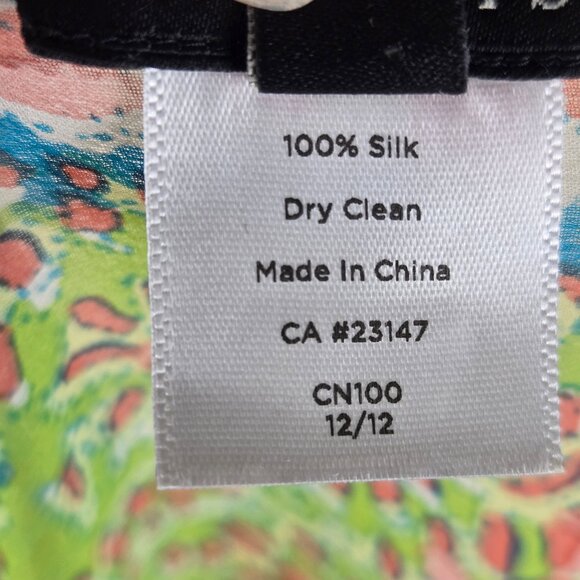 100% Silk
Dry Clean
Made In China
CA #23147
CN100
12/12